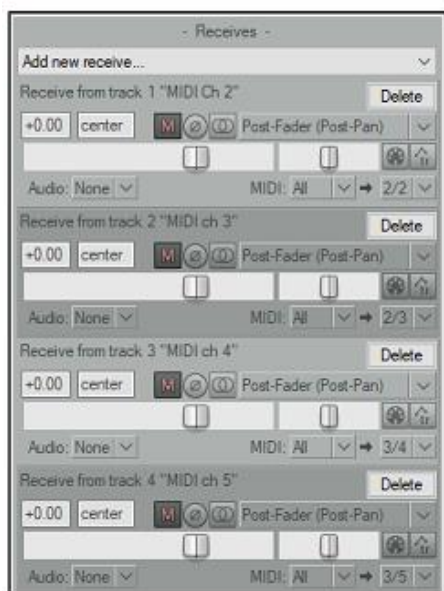 - Receives -
Add new receive...
Receive from track 1 "MIDI Ch 2" Delete
+0.00 center M Post-Fader (Post-Pan)
Audio: None MIDI: All → 2/2
Receive from track 2 "MIDI ch 3" Delete
+0.00 center M Post-Fader (Post-Pan)
Audio: None MIDI: All → 2/3
Receive from track 3 "MIDI ch 4" Delete
+0.00 center M Post-Fader (Post-Pan)
Audio: None MIDI: All → 3/4
Receive from track 4 "MIDI ch 5" Delete
+0.00 center M Post-Fader (Post-Pan)
Audio: None MIDI: All → 3/5